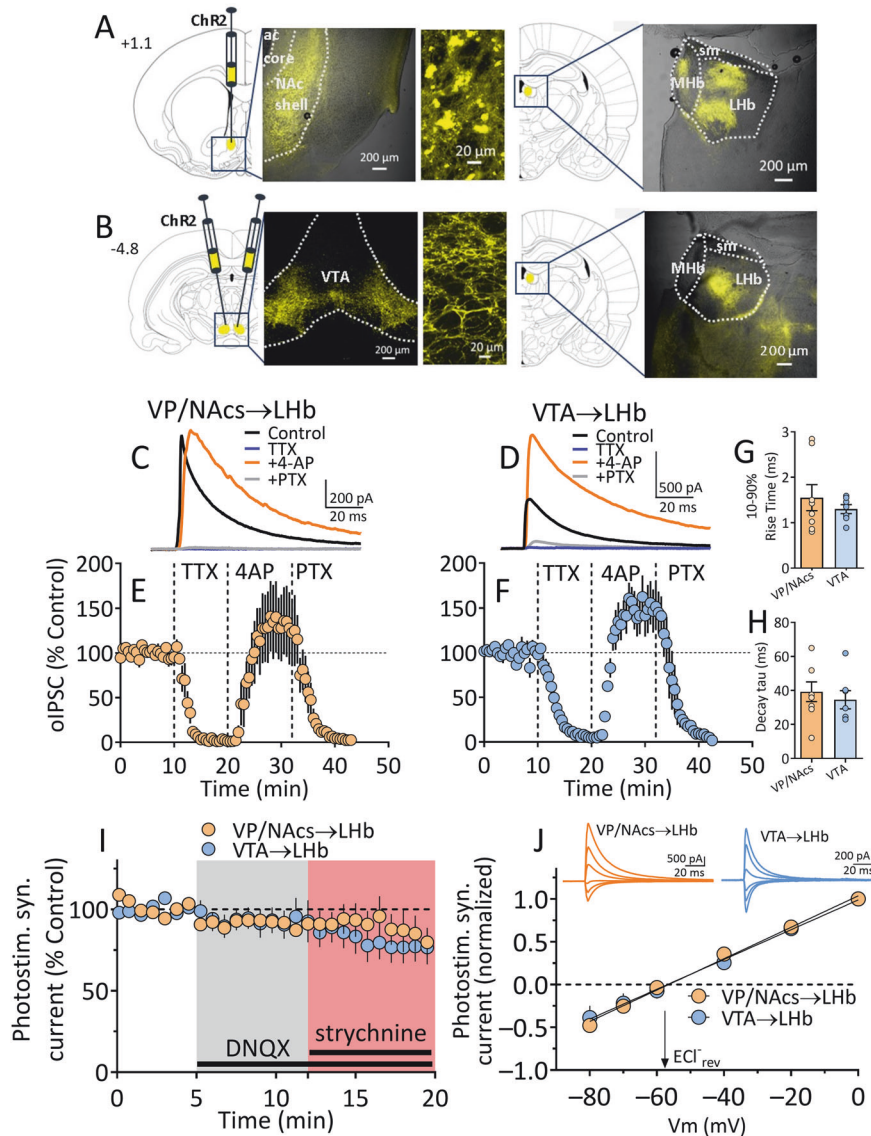 A
+1.1
ChR2
ac
core
NAc
shell
200 µm
20 µm
sm
MHb
LHb
200 µm
B
-4.8
ChR2
VTA
200 µm
20 µm
sm
MHb
LHb
200 µm
VP/NAcs→LHb
C
Control
TTX
+4-AP
+PTX
200 pA
20 ms
VTA→LHb
D
Control
TTX
+4-AP
+PTX
500 pA
20 ms
G
10-90%
Rise Time (ms)
3
2
1
0
VP/NAcs
VTA
E
TTX
4AP
PTX
oIPSC (% Control)
200
150
100
50
0
0 10 20 30 40 50
Time (min)
F
TTX
4AP
PTX
200
150
100
50
0
0 10 20 30 40 50
Time (min)
H
Decay tau
(ms)
80
60
40
20
0
VP/NAcs
VTA
I
VP/NAcs→LHb
VTA→LHb
Photostim. syn.
current (% Control)
100
75
50
25
0
DNQX
strychnine
0 5 10 15 20
Time (min)
J
VP/NAcs→LHb
500 pA
20 ms
VTA→LHb
200 pA
20 ms
Photostim. syn.
current (normalized)
1.0
0.5
0.0
−0.5
−1.0
VP/NAcs→LHb
VTA→LHb
ECl⁻rev
−80 −60 −40 −20 0
Vm (mV)